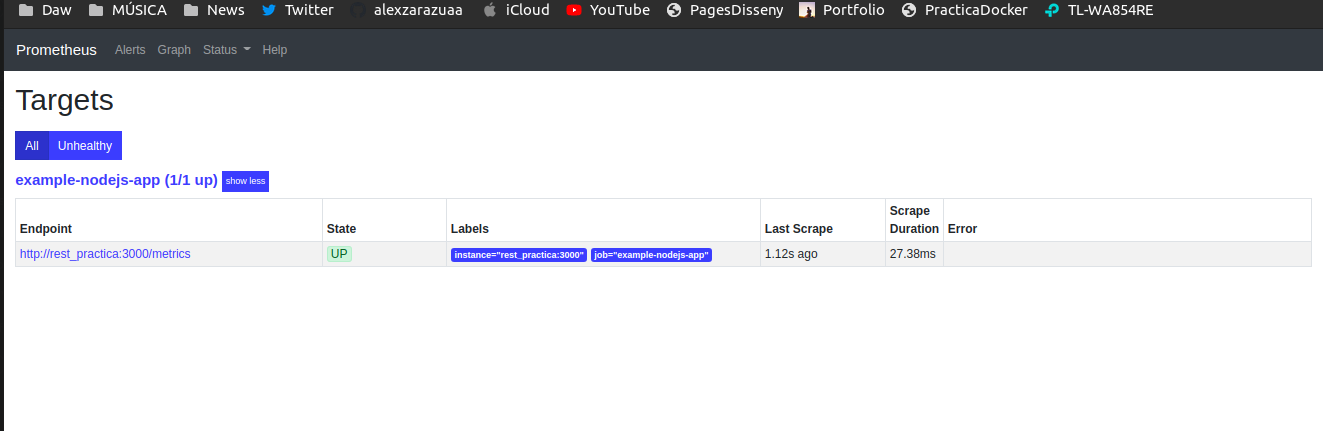 Daw MÚSICA News Twitter alexzarazuaa iCloud YouTube PagesDisseny Portfolio PracticaDocker TL-WA854RE
Prometheus Alerts Graph Status Help
Targets
All Unhealthy
example-nodejs-app (1/1 up) show less
Endpoint State Labels Last Scrape Scrape Duration Error
http://rest_practica:3000/metrics UP instance="rest_practica:3000" job="example-nodejs-app" 1.12s ago 27.38ms